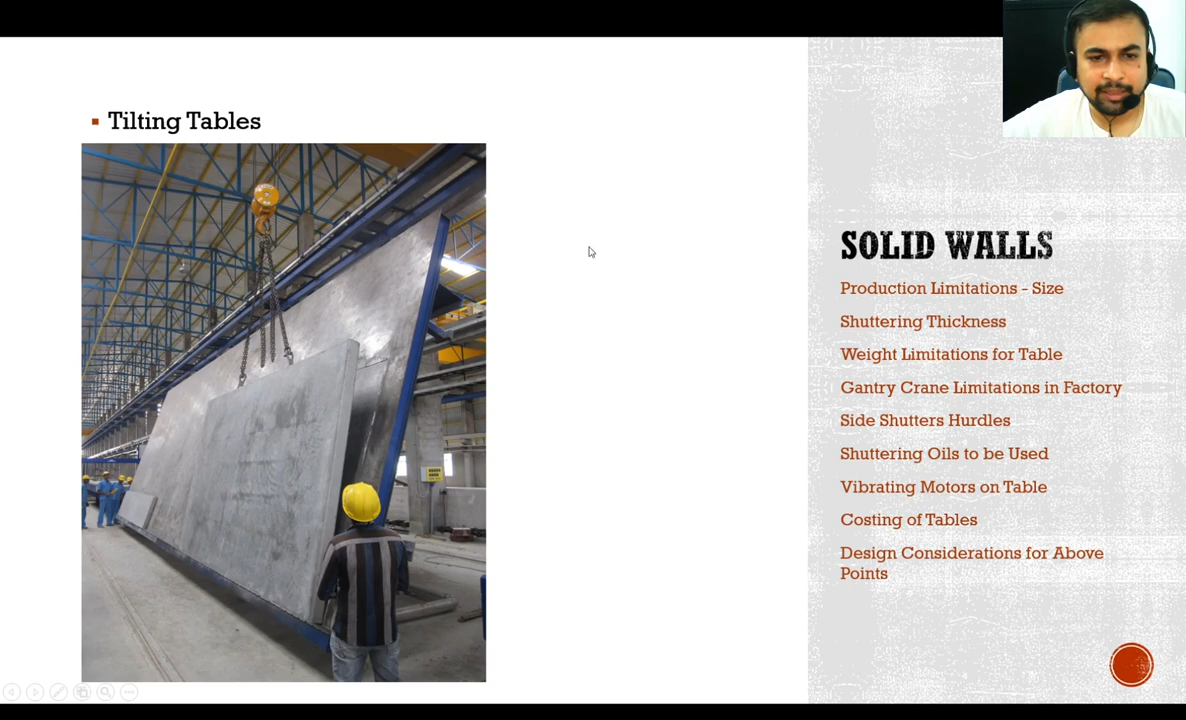 Tilting Tables
SOLID WALLS
Production Limitations - Size
Shuttering Thickness
Weight Limitations for Table
Gantry Crane Limitations in Factory
Side Shutters Hurdles
Shuttering Oils to be Used
Vibrating Motors on Table
Costing of Tables
Design Considerations for Above
Points